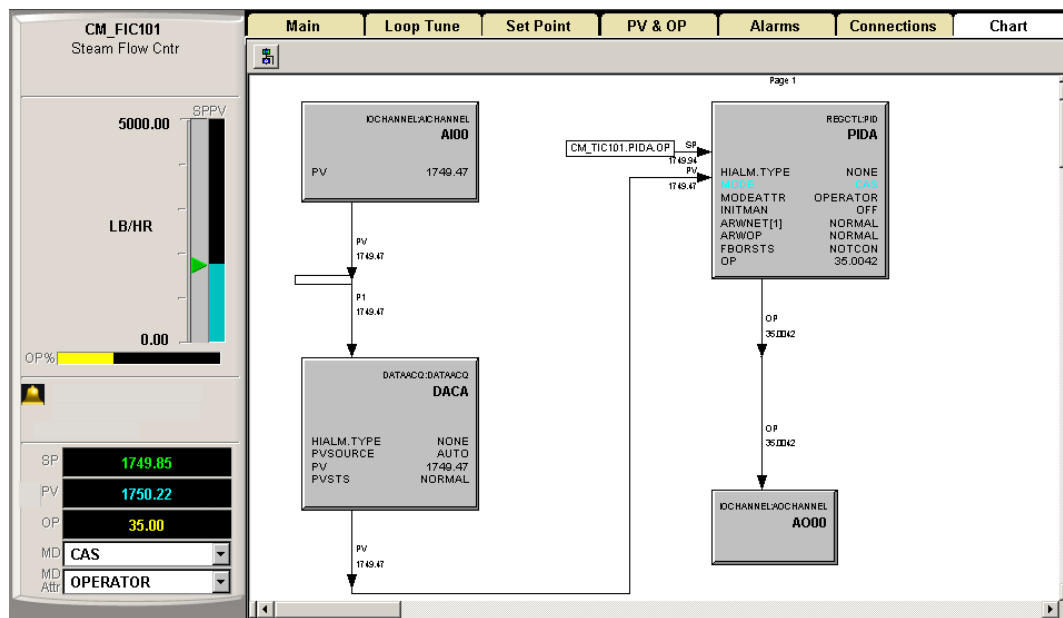 CM_FIC101
Steam Flow Cntr
SPPV
5000.00
LB/HR
0.00
OP%
SP 1749.85
PV 1750.22
OP 35.00
MD CAS
MD Attr OPERATOR
Main Loop Tune Set Point PV & OP Alarms Connections Chart
Page 1
IOCHANNEL:AICHANNEL
AI00
PV 1749.47
PV
1749.47
P1
1749.47
DATAACQ:DATAACQ
DACA
HIALM.TYPE NONE
PVSOURCE AUTO
PV 1749.47
PVSTS NORMAL
PV
1749.47
CM_TIC101.PIDA.OP
SP
1749.94
PV
1749.47
REGCTL:PID
PIDA
HIALM.TYPE NONE
MODE CAS
MODEATTR OPERATOR
INITMAN OFF
ARWNET[1] NORMAL
ARWOP NORMAL
FBORSTS NOTCON
OP 35.0042
OP
35.0042
OP
35.0042
IOCHANNEL:AOCHANNEL
AO00